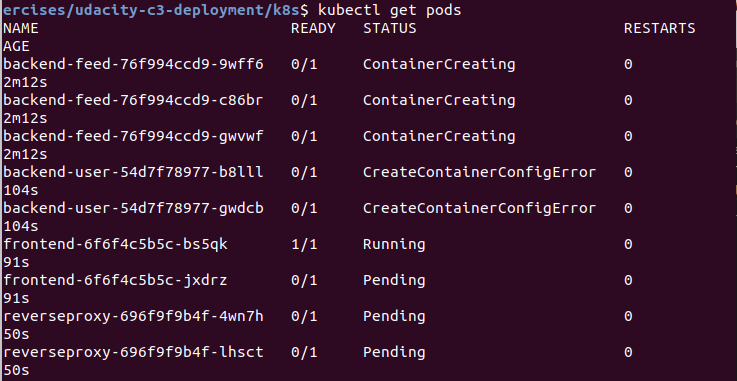 ercises/udacity-c3-deployment/k8s$ kubectl get pods
NAME READY STATUS RESTARTS
AGE
backend-feed-76f994ccd9-9wff6 0/1 ContainerCreating 0
2m12s
backend-feed-76f994ccd9-c86br 0/1 ContainerCreating 0
2m12s
backend-feed-76f994ccd9-gwvwf 0/1 ContainerCreating 0
2m12s
backend-user-54d7f78977-b8lll 0/1 CreateContainerConfigError 0
104s
backend-user-54d7f78977-gwdcb 0/1 CreateContainerConfigError 0
104s
frontend-6f6f4c5b5c-bs5qk 1/1 Running 0
91s
frontend-6f6f4c5b5c-jxdrz 0/1 Pending 0
91s
reverseproxy-696f9f9b4f-4wn7h 0/1 Pending 0
50s
reverseproxy-696f9f9b4f-lhsct 0/1 Pending 0
50s